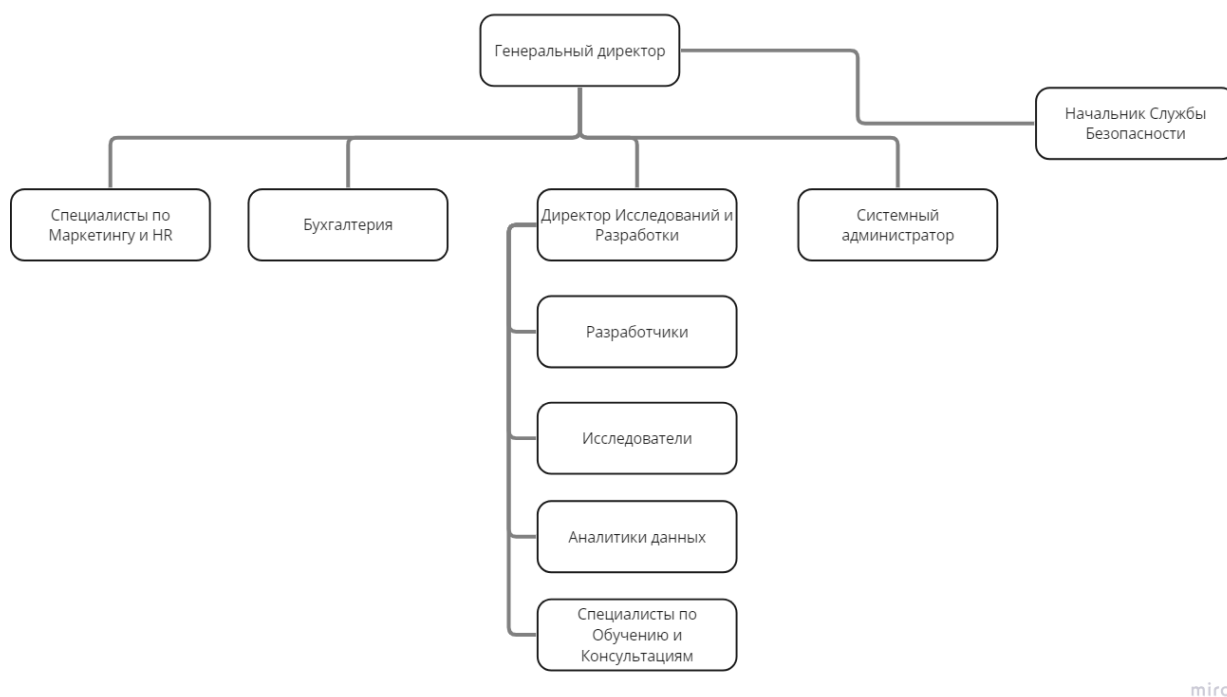 Генеральный директор
Начальник Службы
Безопасности
Специалисты по
Маркетингу и HR
Бухгалтерия
Директор Исследований и
Разработки
Системный
администратор
Разработчики
Исследователи
Аналитики данных
Специалисты по
Обучению и
Консультациям
miro